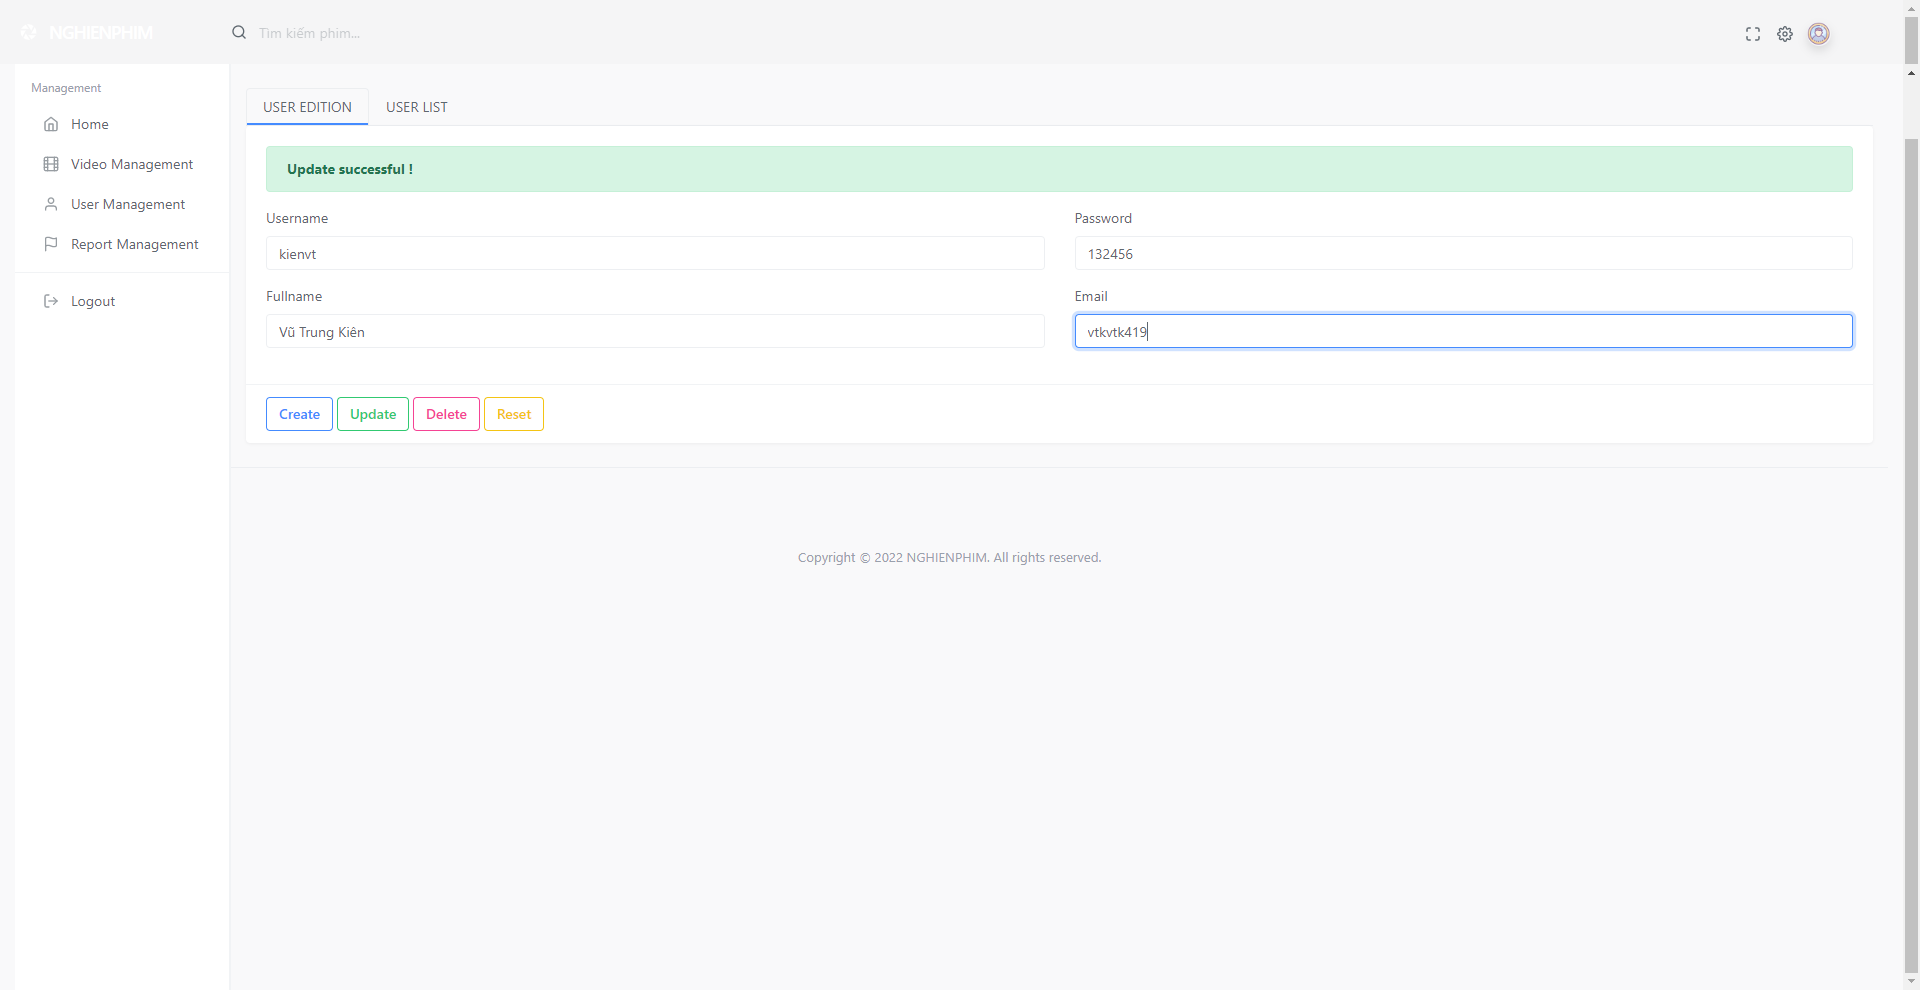 NGHIENPHIM
Tìm kiếm phim...
Management
Home
Video Management
User Management
Report Management
Logout
USER EDITION
USER LIST
Update successful !
Username
Password
kienvt
132456
Fullname
Email
Vũ Trung Kiên
vtkvtk419
Create
Update
Delete
Reset
Copyright © 2022 NGHIENPHIM. All rights reserved.